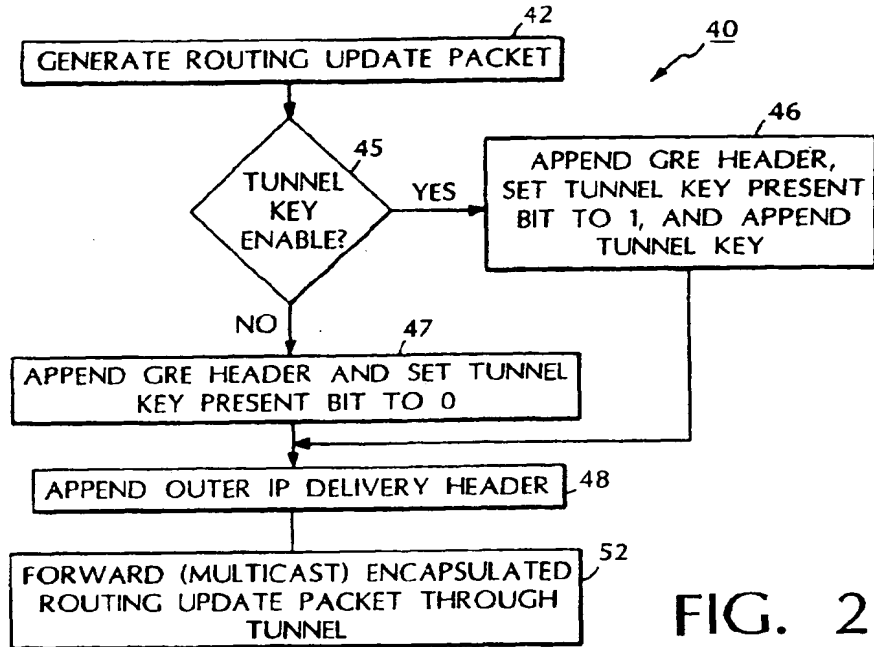 42
GENERATE ROUTING UPDATE PACKET
40
45
TUNNEL
KEY
ENABLE?
YES
46
APPEND GRE HEADER,
SET TUNNEL KEY PRESENT
BIT TO 1, AND APPEND
TUNNEL KEY
NO
47
APPEND GRE HEADER AND SET TUNNEL
KEY PRESENT BIT TO 0
APPEND OUTER IP DELIVERY HEADER
48
52
FORWARD (MULTICAST) ENCAPSULATED
ROUTING UPDATE PACKET THROUGH
TUNNEL
FIG. 2